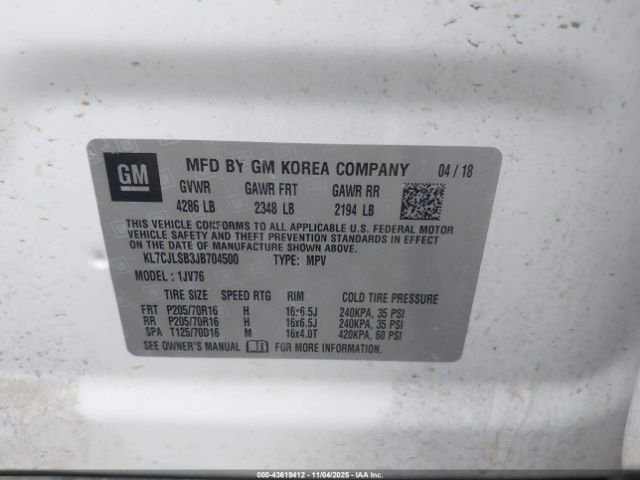 GM
MFD BY GM KOREA COMPANY 04 / 18
GVWR GAWR FRT GAWR RR
4286 LB 2348 LB 2194 LB
THIS VEHICLE CONFORMS TO ALL APPLICABLE U.S. FEDERAL MOTOR
VEHICLE SAFETY AND THEFT PREVENTION STANDARDS IN EFFECT
ON THE DATE OF MANUFACTURE SHOWN ABOVE.
KL7CJLSB3JB704500 TYPE: MPV
MODEL : 1JV76
TIRE SIZE SPEED RTG RIM COLD TIRE PRESSURE
FRT P205/70R16 H 16x6.5J 240KPA, 35 PSI
RR P205/70R16 H 16x6.5J 240KPA, 35 PSI
SPA T125/70D16 M 16x4.0T 420KPA, 60 PSI
SEE OWNER'S MANUAL FOR MORE INFORMATION.
000-43619412 - 11/04/2025 - IAA Inc. (©)